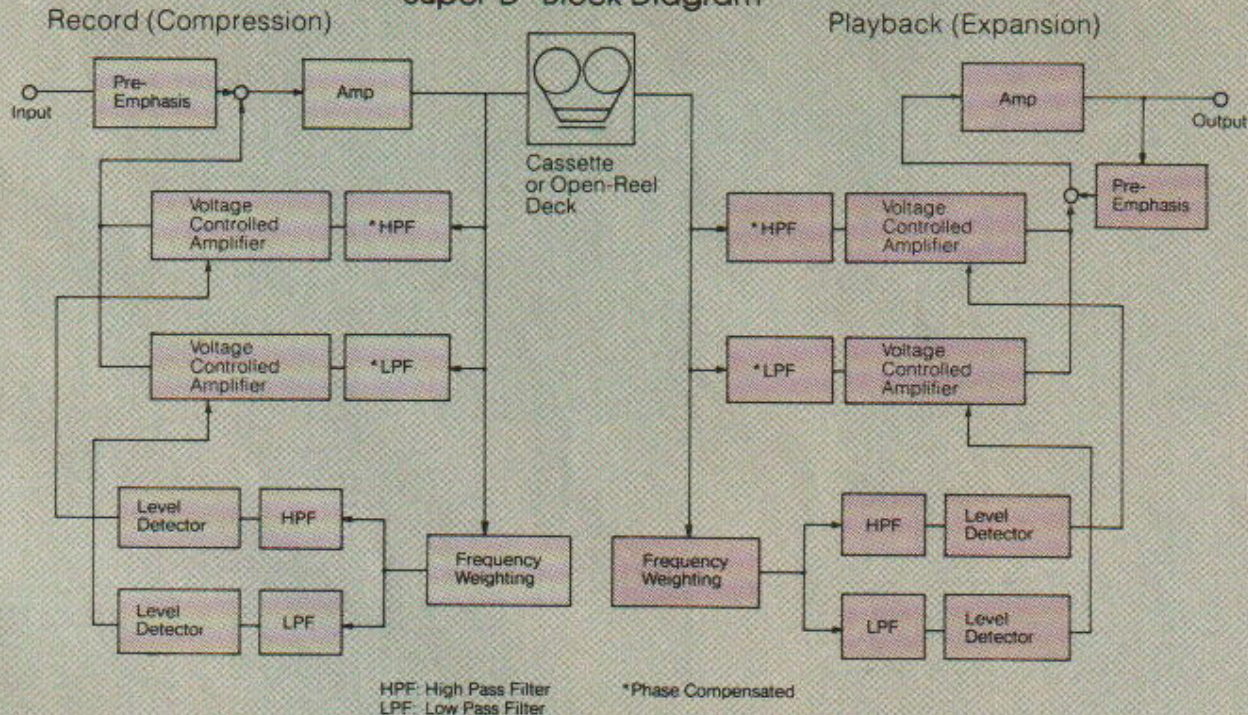 Super D Block Diagram
Record (Compression)
Playback (Expansion)
Input
Pre-
Emphasis
Amp
Cassette
or Open-Reel
Deck
Amp
Output
Pre-
Emphasis
Voltage
Controlled
Amplifier
*HPF
*HPF
Voltage
Controlled
Amplifier
Voltage
Controlled
Amplifier
*LPF
*LPF
Voltage
Controlled
Amplifier
Level
Detector
HPF
Frequency
Weighting
Frequency
Weighting
HPF
Level
Detector
Level
Detector
LPF
LPF
Level
Detector
HPF: High Pass Filter
*Phase Compensated
LPF: Low Pass Filter